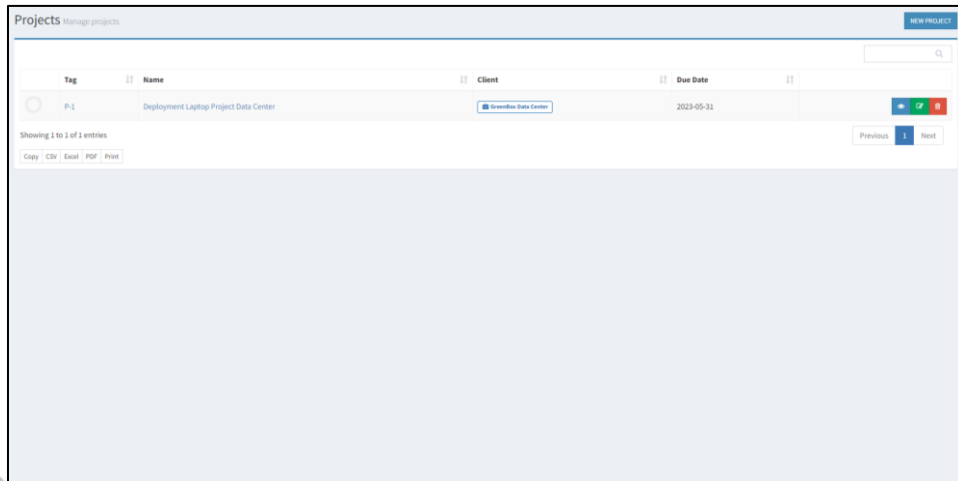 Projects Manage projects
NEW PROJECT
Tag Name Client Due Date
P-1 Deployment Laptop Project Data Center GreenBox Data Center 2023-05-31
Showing 1 to 1 of 1 entries
Previous 1 Next
Copy CSV Excel PDF Print